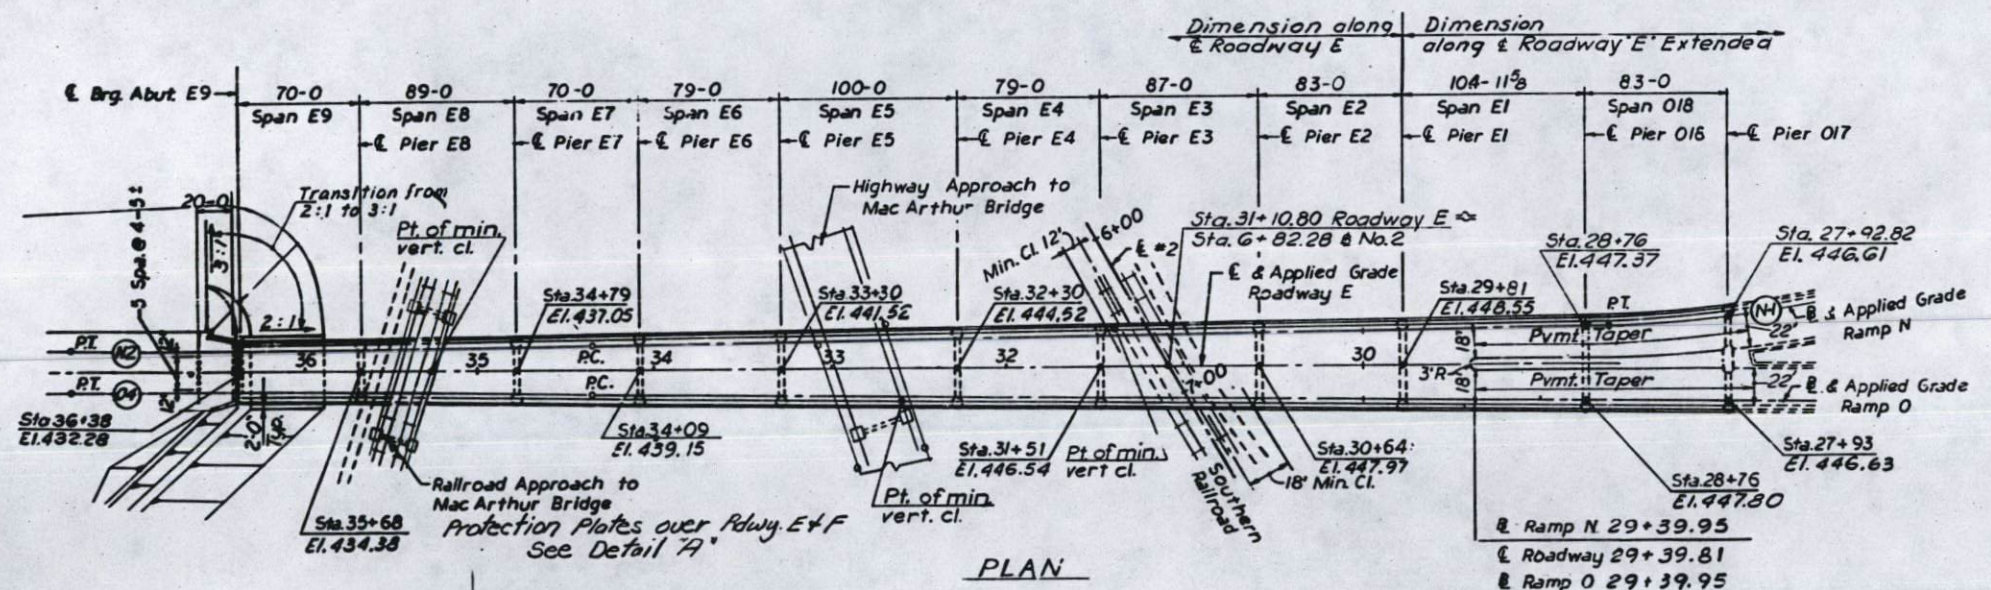 Dimension along
℄ Roadway E
Dimension
along ℄ Roadway 'E' Extended
℄ Brg. Abut. E9
70-0
89-0
70-0
79-0
100-0
79-0
87-0
83-0
104-11⅝
83-0
Span E9
Span E8
Span E7
Span E6
Span E5
Span E4
Span E3
Span E2
Span E1
Span O18
℄ Pier E8
℄ Pier E7
℄ Pier E6
℄ Pier E5
℄ Pier E4
℄ Pier E3
℄ Pier E2
℄ Pier E1
℄ Pier O18
℄ Pier O17
5 Spa. @ 4-5±
20-0
Transition from
2:1 to 3:1
3:1
2:1
Pt. of min.
vert. cl.
Highway Approach to
Mac Arthur Bridge
Min. Cl. 12'
6+00
℄ #2
Sta. 31+10.80 Roadway E =
Sta. 6+82.28 ℄ No.2
℄ & Applied Grade
Roadway E
Sta. 28+76
El. 447.37
Sta. 27+92.82
El. 446.61
Sta. 34+79
El. 437.05
Sta. 33+30
El. 441.52
Sta. 32+30
El. 444.52
Sta. 29+81
El. 448.55
P.T.
N-1
& Applied Grade
Ramp N
22'
P.T.
N2
36
35
P.C.
34
33
32
30
18'
Pvmt. Taper
3'R
P.T.
O4
12'
P.C.
7+00
18'
Pvmt. Taper
22'
& Applied Grade
Ramp O
Sta 36+38
El. 432.28
2'-0"
Typ.
Sta. 34+09
El. 439.15
Sta. 31+51
El. 446.54
Pt. of min.
vert cl.
Southern
Railroad
18' Min. Cl.
Sta. 30+64
El. 447.97
Sta. 27+93
El. 446.63
Sta. 28+76
El. 447.80
Railroad Approach to
Mac Arthur Bridge
Pt. of min.
vert. cl.
Sta. 35+68
El. 434.38
Protection Plates over Rdwy. E & F
See Detail "A"
PLAN
Ramp N 29+39.95
℄ Roadway 29+39.81
Ramp O 29+39.95